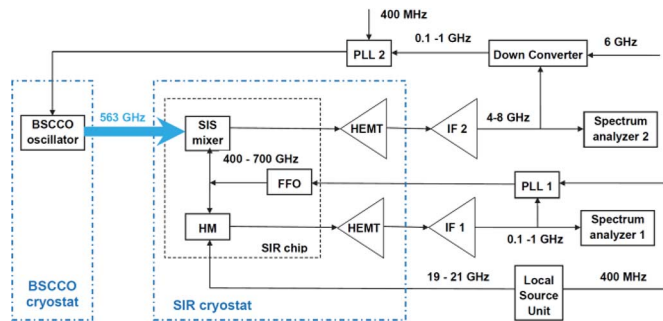 400 MHz
0.1 -1 GHz
6 GHz
PLL 2
Down Converter
563 GHz
BSCCO
oscillator
SIS
mixer
HEMT
IF 2
4-8 GHz
Spectrum
analyzer 2
400 - 700 GHz
FFO
PLL 1
HM
HEMT
IF 1
Spectrum
analyzer 1
SIR chip
0.1 -1 GHz
BSCCO
cryostat
SIR cryostat
19 - 21 GHz
Local
Source
Unit
400 MHz